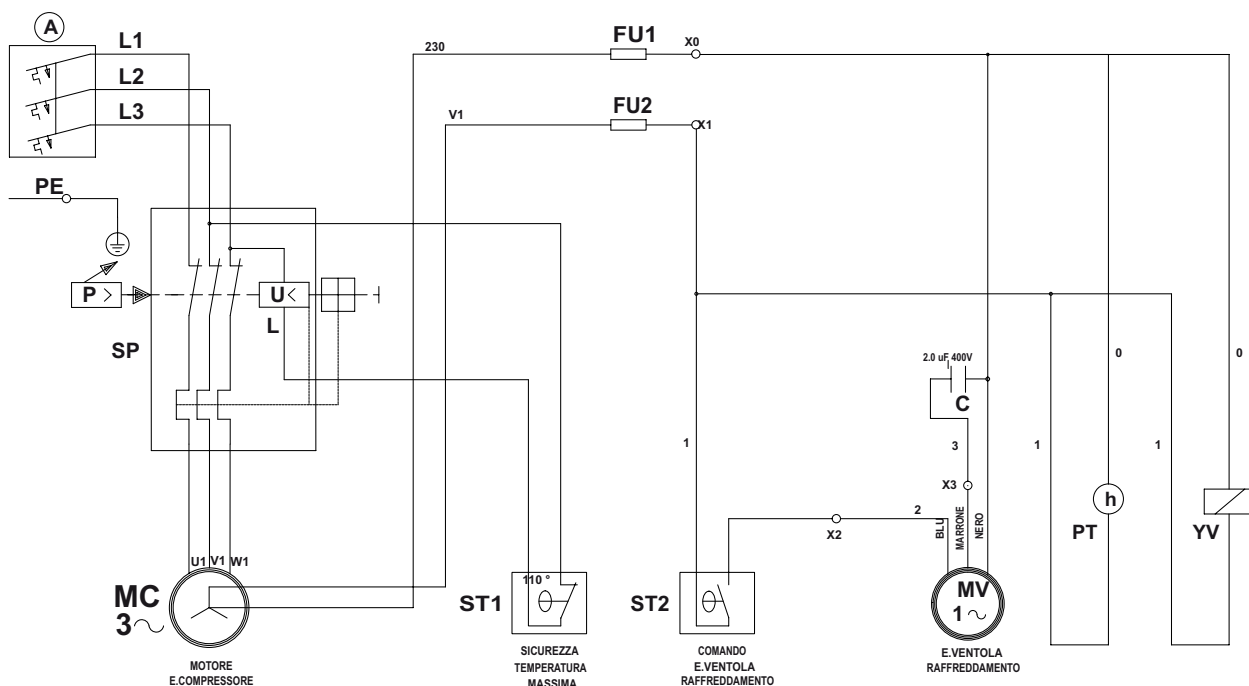 A
L1
L2
L3
PE
230
FU1
X0
V1
FU2
X1
P >
U<
L
SP
2.0 uF 400V
C
0
0
1
3
1
1
X3
BLU
MARRONE
NERO
2
X2
h
PT
YV
U1 V1 W1
MC
3
110 °
ST1
ST2
MV
1
MOTORE
E.COMPRESSORE
SICUREZZA
TEMPERATURA
MASSIMA
COMANDO
E.VENTOLA
RAFFREDDAMENTO
E.VENTOLA
RAFFREDDAMENTO